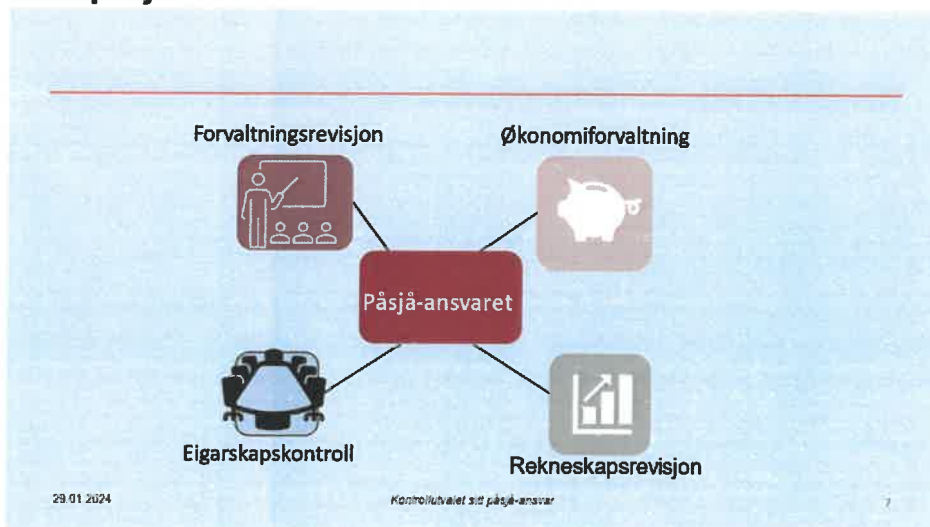 Forvaltningsrevisjon
Økonomiforvaltning
Påsjå-ansvaret
Eigarskapskontroll
Rekneskapsrevisjon
29.01.2024
Kontrollutvalet sitt påsjå-ansvar
7